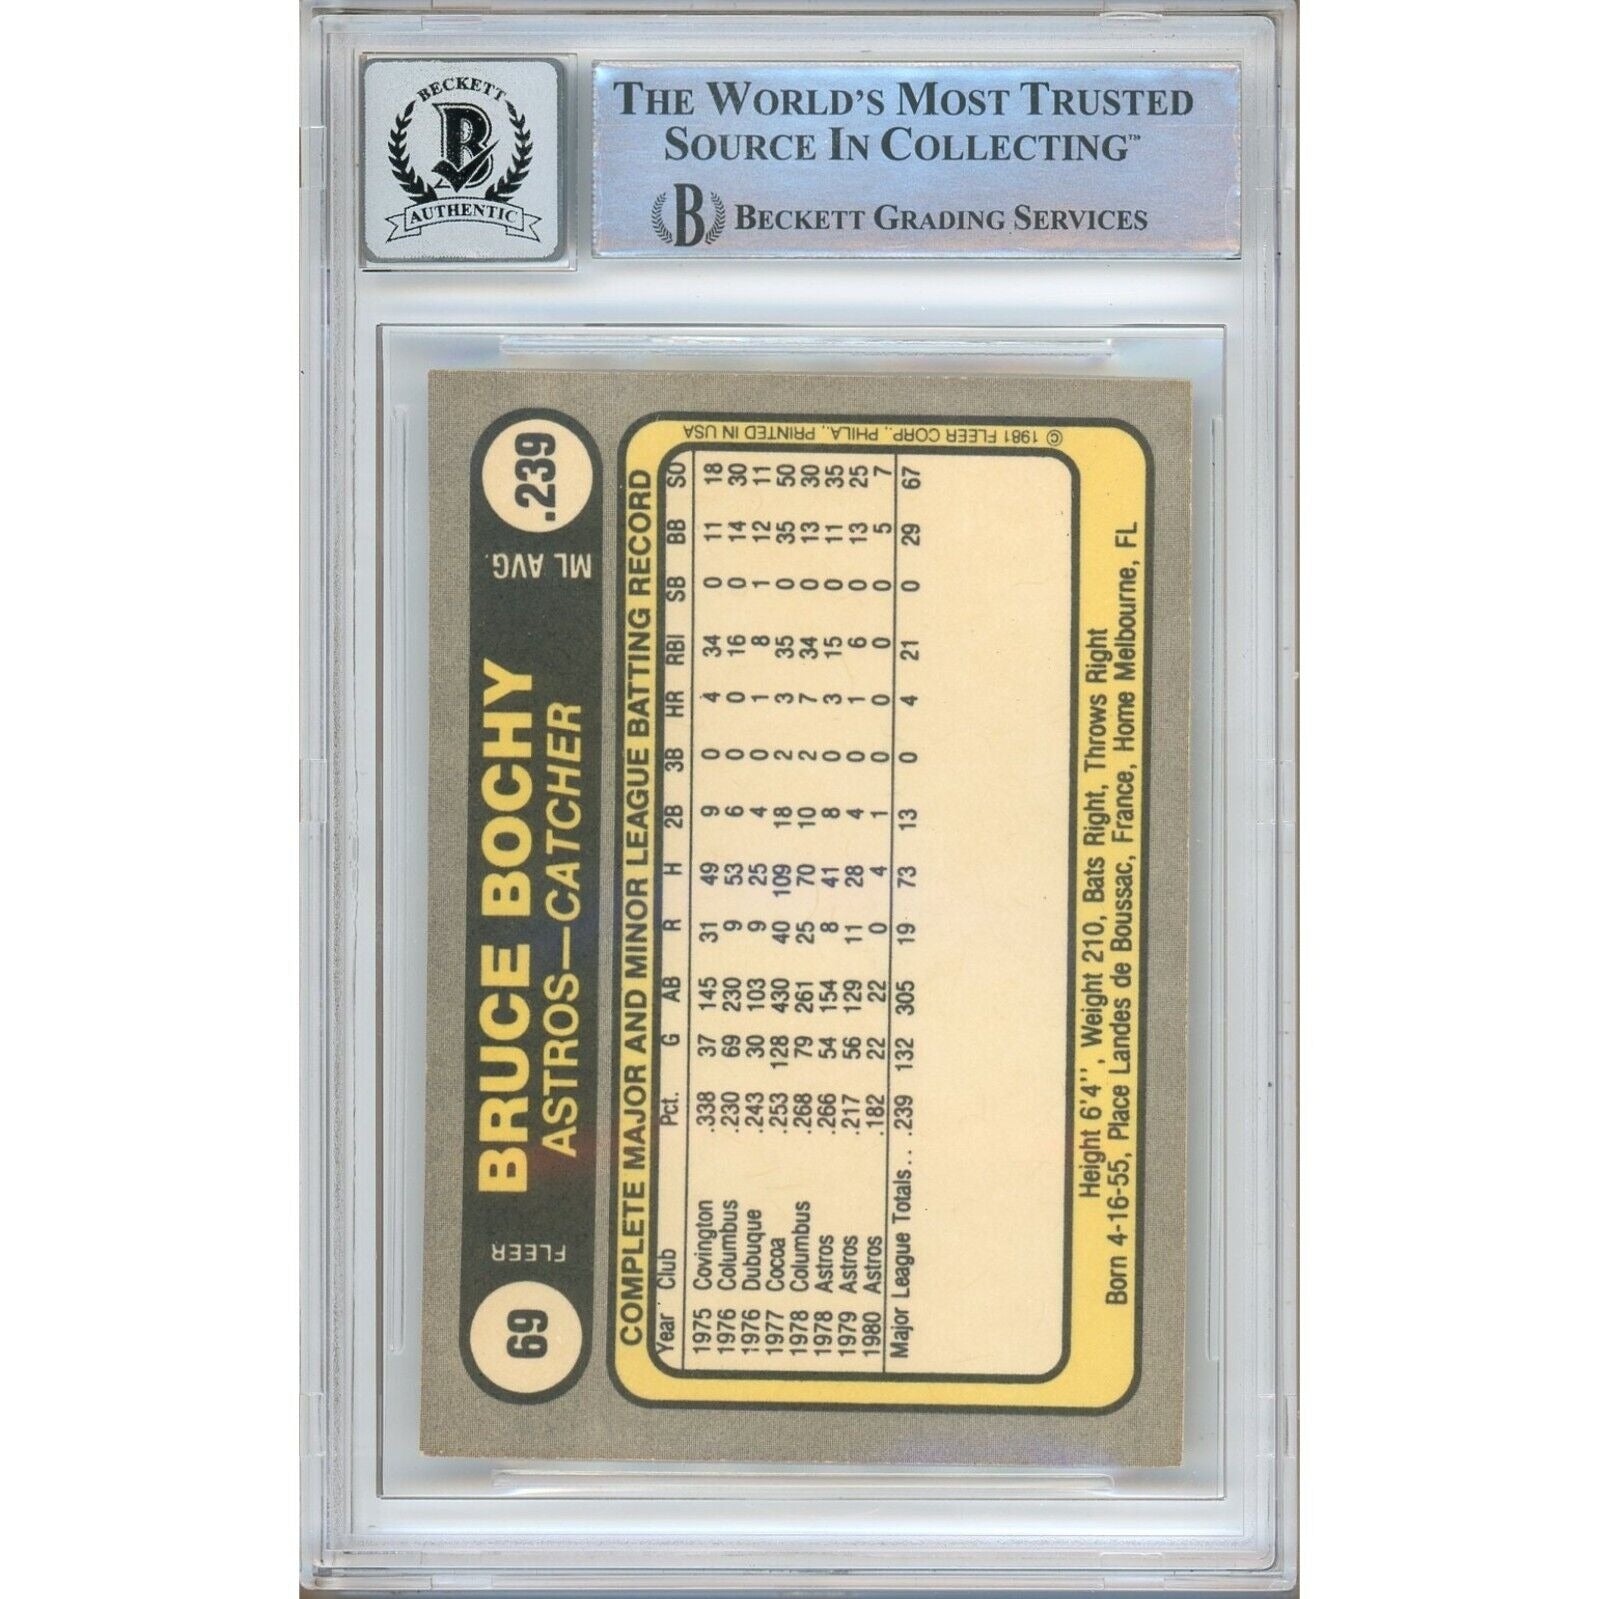 BECKETT
B
AUTHENTIC
THE WORLD'S MOST TRUSTED
SOURCE IN COLLECTING™
B BECKETT GRADING SERVICES
69
FLEER
BRUCE BOCHY
ASTROS—CATCHER
ML AVG.
.239
COMPLETE MAJOR AND MINOR LEAGUE BATTING RECORD
Year Club Pct. G AB R H 2B 3B HR RBI SB BB SO
1975 Covington .338 37 145 31 49 9 0 4 34 0 11 18
1976 Columbus .230 69 230 9 53 6 0 0 16 0 14 30
1976 Dubuque .243 30 103 9 25 4 0 1 8 1 12 11
1977 Cocoa .253 128 430 40 109 18 2 3 35 0 35 50
1978 Columbus .268 79 261 25 70 10 2 7 34 0 13 30
1978 Astros .266 54 154 8 41 8 0 3 15 0 11 35
1979 Astros .217 56 129 11 28 4 0 1 6 0 13 25
1980 Astros .182 22 22 0 4 1 0 0 0 0 5 7
Major League Totals.. .239 132 305 19 73 13 0 4 21 0 29 67
Height 6'4'', Weight 210, Bats Right, Throws Right
Born 4-16-55, Place Landes de Boussac, France, Home Melbourne, FL
© 1981 FLEER CORP., PHILA., PRINTED IN USA